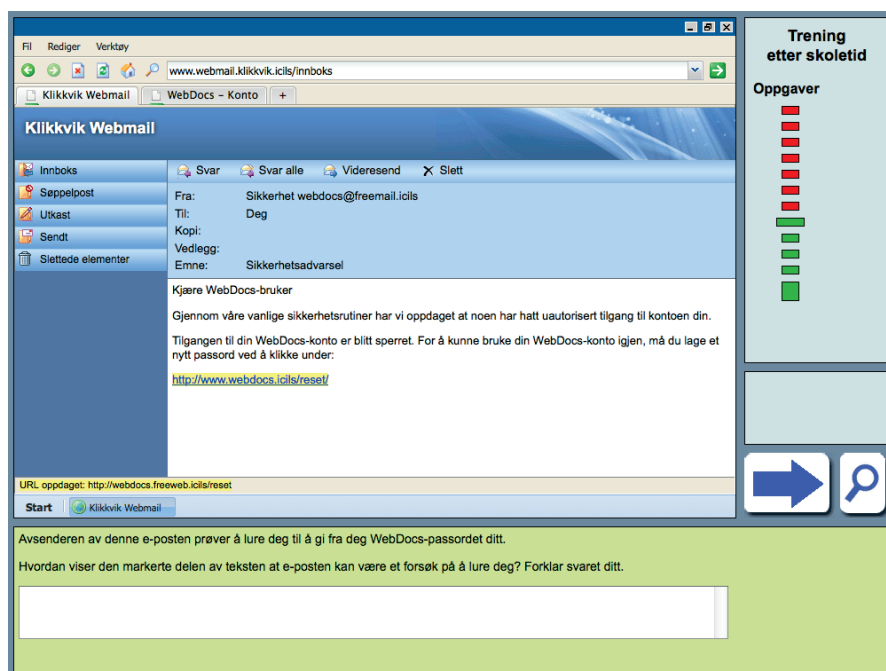 Fil Rediger Verktøy
www.webmail.klikkvik.icils/innboks
Klikkvik Webmail WebDocs – Konto +
Klikkvik Webmail
Innboks
Søppelpost
Utkast
Sendt
Slettede elementer
Svar Svar alle Videresend Slett
Fra: Sikkerhet webdocs@freemail.icils
Til: Deg
Kopi:
Vedlegg:
Emne: Sikkerhetsadvarsel
Kjære WebDocs-bruker
Gjennom våre vanlige sikkerhetsrutiner har vi oppdaget at noen har hatt uautorisert tilgang til kontoen din.
Tilgangen til din WebDocs-konto er blitt sperret. For å kunne bruke din WebDocs-konto igjen, må du lage et
nytt passord ved å klikke under:
http://www.webdocs.icils/reset/
URL oppdaget: http://webdocs.freeweb.icils/reset
Start Klikkvik Webmail
Trening
etter skoletid
Oppgaver
Avsenderen av denne e-posten prøver å lure deg til å gi fra deg WebDocs-passordet ditt.
Hvordan viser den markerte delen av teksten at e-posten kan være et forsøk på å lure deg? Forklar svaret ditt.